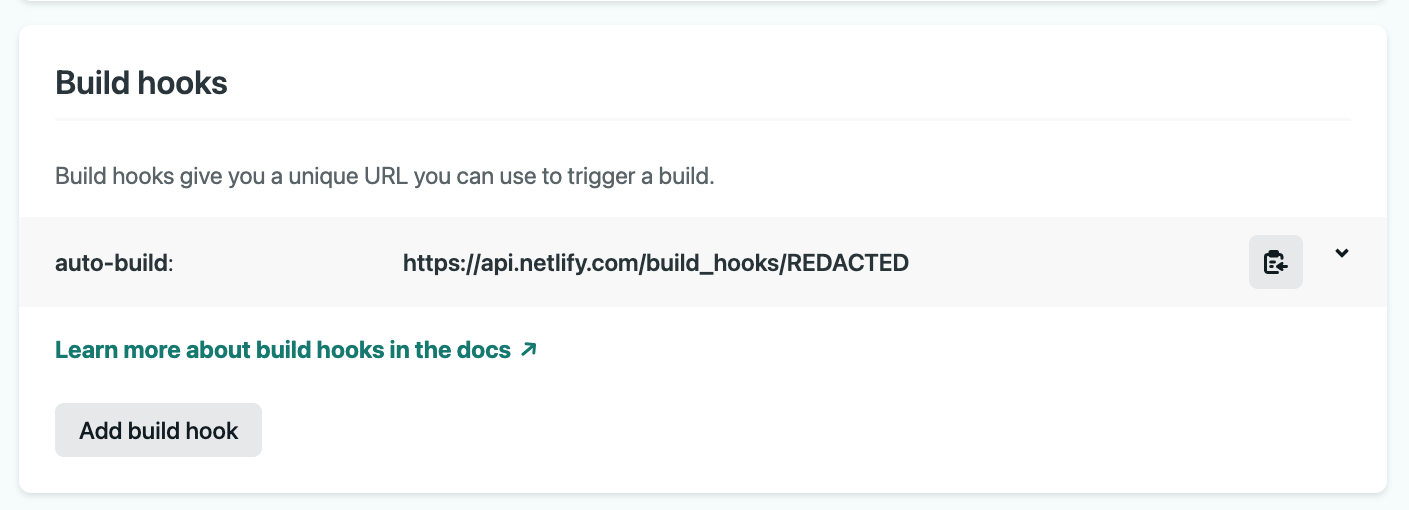 Build hooks
Build hooks give you a unique URL you can use to trigger a build.
auto-build: https://api.netlify.com/build_hooks/REDACTED
Learn more about build hooks in the docs ↗
Add build hook